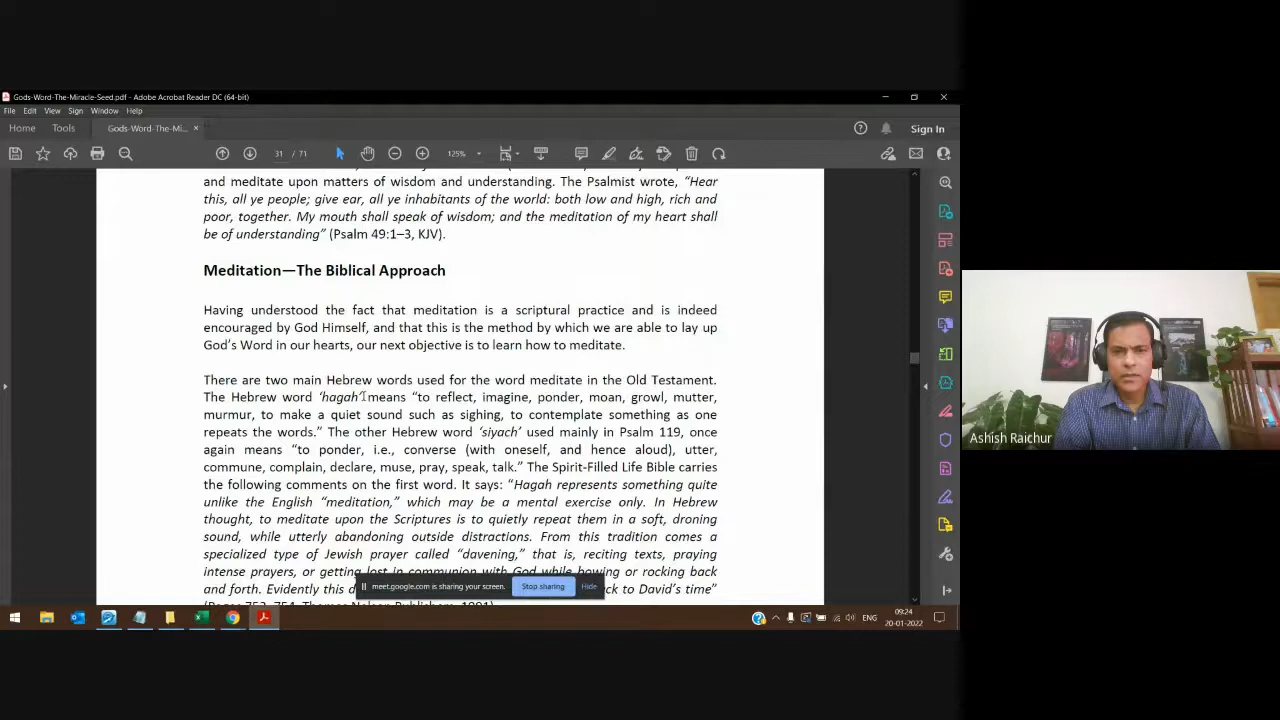 Gods-Word-The-Miracle-Seed.pdf - Adobe Acrobat Reader DC (64-bit)
File Edit View Sign Window Help
Home Tools Gods-Word-The-Mi... × Sign In
31 / 71 125%
and meditate upon matters of wisdom and understanding. The Psalmist wrote, “Hear
this, all ye people; give ear, all ye inhabitants of the world: both low and high, rich and
poor, together. My mouth shall speak of wisdom; and the meditation of my heart shall
be of understanding” (Psalm 49:1–3, KJV).
Meditation—The Biblical Approach
Having understood the fact that meditation is a scriptural practice and is indeed
encouraged by God Himself, and that this is the method by which we are able to lay up
God’s Word in our hearts, our next objective is to learn how to meditate.
There are two main Hebrew words used for the word meditate in the Old Testament.
The Hebrew word ‘hagah’ means “to reflect, imagine, ponder, moan, growl, mutter,
murmur, to make a quiet sound such as sighing, to contemplate something as one
repeats the words.” The other Hebrew word ‘siyach’ used mainly in Psalm 119, once
again means “to ponder, i.e., converse (with oneself, and hence aloud), utter,
commune, complain, declare, muse, pray, speak, talk.” The Spirit-Filled Life Bible carries
the following comments on the first word. It says: “Hagah represents something quite
unlike the English “meditation,” which may be a mental exercise only. In Hebrew
thought, to meditate upon the Scriptures is to quietly repeat them in a soft, droning
sound, while utterly abandoning outside distractions. From this tradition comes a
specialized type of Jewish prayer called “davening,” that is, reciting texts, praying
intense prayers, or getting lost in communion with God while bowing or rocking back
and forth. Evidently this d ck to David’s time”
meet.google.com is sharing your screen. Stop sharing Hide
ENG 09:24
20-01-2022
Ashish Raichur